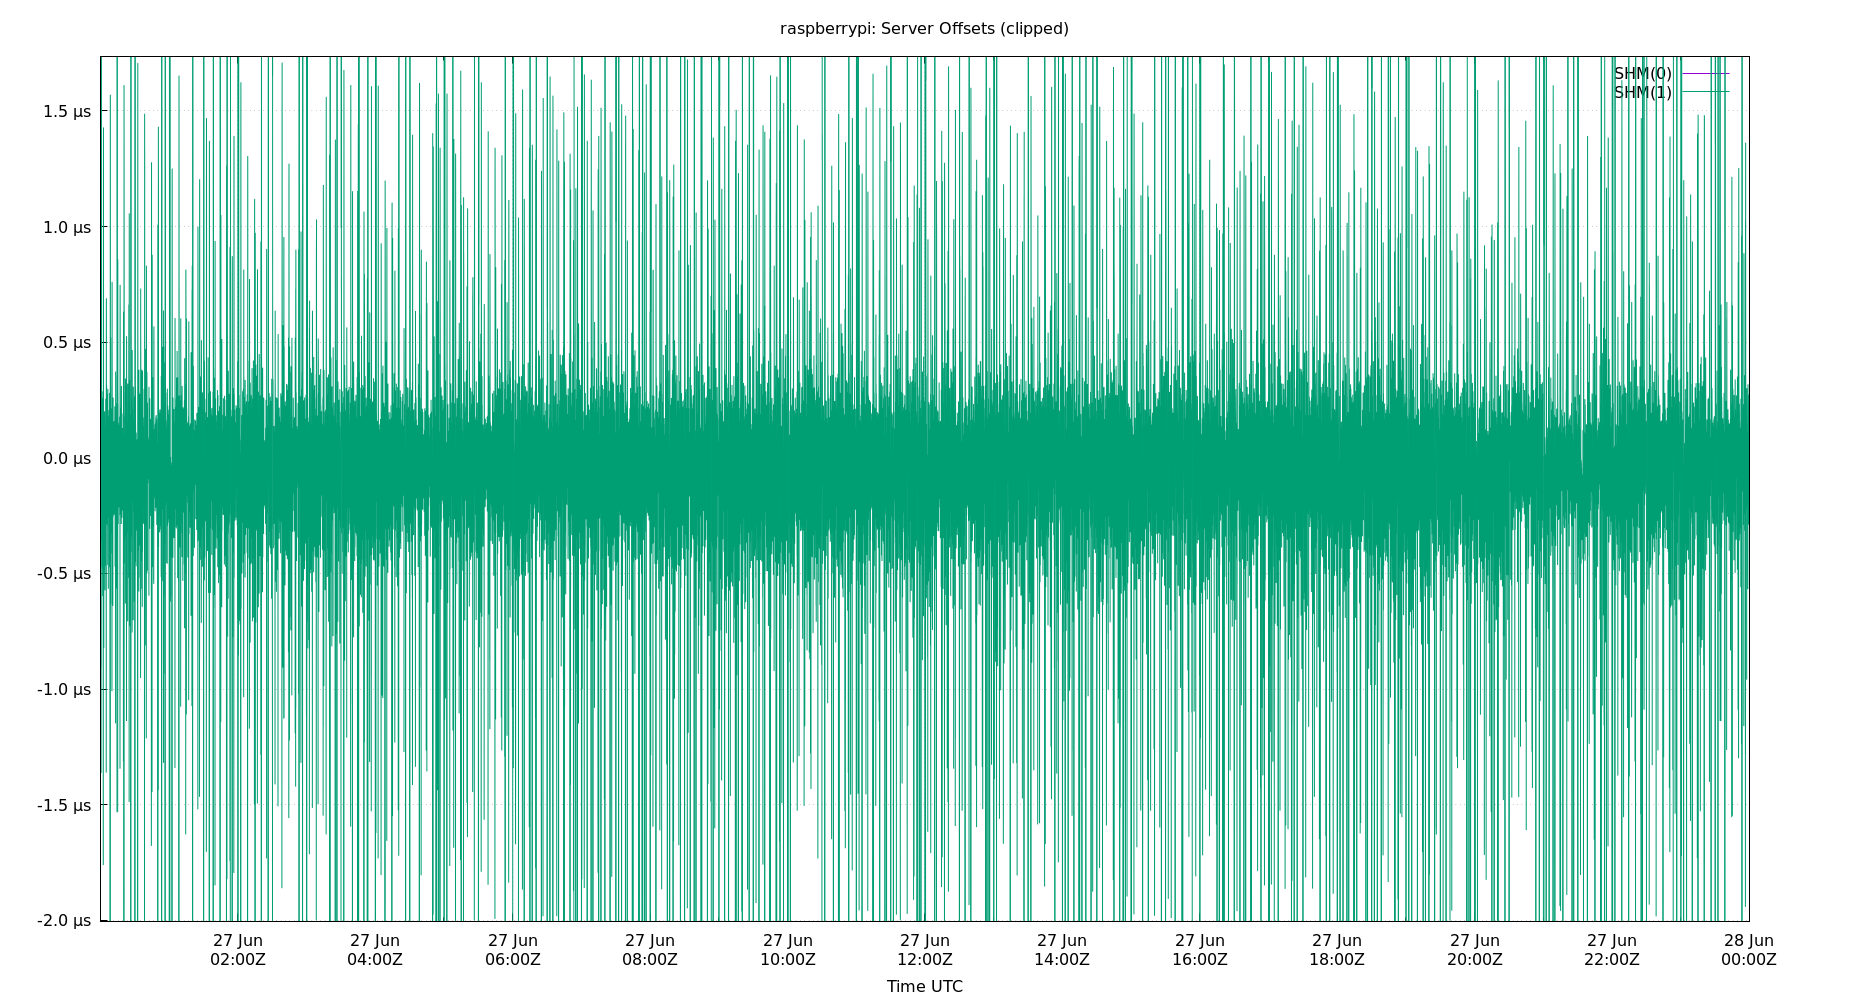 raspberrypi: Server Offsets (clipped)
SHM(0)
SHM(1)
1.5 µs
1.0 µs
0.5 µs
0.0 µs
-0.5 µs
-1.0 µs
-1.5 µs
-2.0 µs
27 Jun 27 Jun 27 Jun 27 Jun 27 Jun 27 Jun 27 Jun 27 Jun 27 Jun 27 Jun 27 Jun 28 Jun
02:00Z 04:00Z 06:00Z 08:00Z 10:00Z 12:00Z 14:00Z 16:00Z 18:00Z 20:00Z 22:00Z 00:00Z
Time UTC